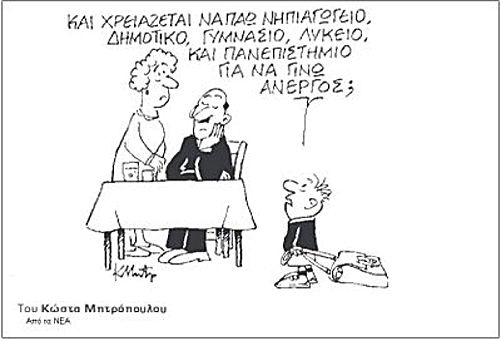 ΚΑΙ ΧΡΕΙΑΖΕΤΑΙ ΝΑ ΠΑΩ ΝΗΠΙΑΓΩΓΕΙΟ,
ΔΗΜΟΤΙΚΟ, ΓΥΜΝΑΣΙΟ, ΛΥΚΕΙΟ,
ΚΑΙ ΠΑΝΕΠΙΣΤΗΜΙΟ
ΓΙΑ ΝΑ ΓΙΝΩ
ΑΝΕΡΓΟΣ;
Του Κώστα Μητρόπουλου
Από τα ΝΕΑ